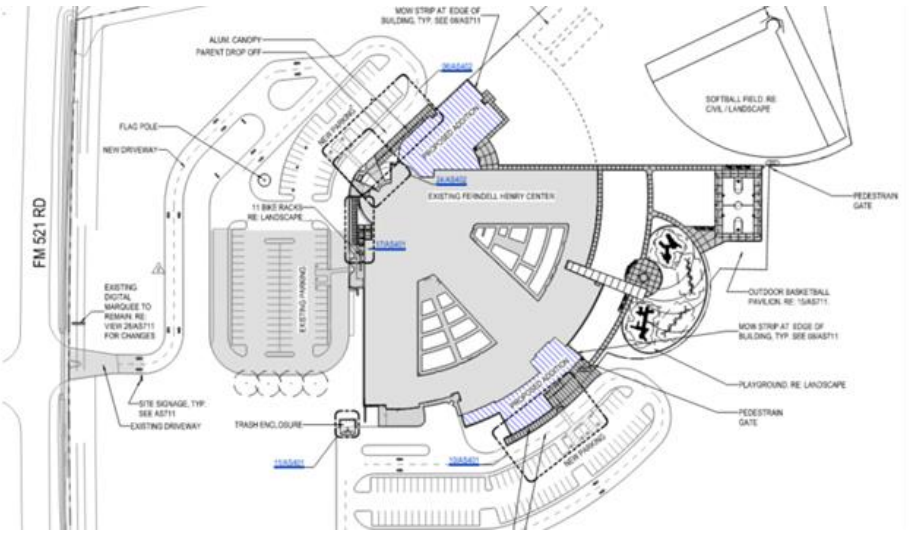 MOW STRIP AT EDGE OF
BUILDING, TYP. SEE 08/AS711
ALUM. CANOPY
PARENT DROP OFF
FLAG POLE
NEW DRIVEWAY
NEW PARKING
PROPOSED ADDITION
24/AS402
EXISTING FERNDELL HENRY CENTER
SOFTBALL FIELD. RE:
CIVIL / LANDSCAPE
PEDESTRAIN
GATE
11 BIKE RACKS
RE: LANDSCAPE
FM 521 RD
EXISTING
DIGITAL
MARQUEE TO
REMAIN. RE:
VIEW 28/AS711
FOR CHANGES
EXISTING PARKING
OUTDOOR BASKETBALL
PAVILION. RE: 15/AS711.
MOW STRIP AT EDGE OF
BUILDING, TYP. SEE 08/AS711
PROPOSED ADDITION
PLAYGROUND. RE: LANDSCAPE
SITE SIGNAGE, TYP.
SEE AS711
EXISTING DRIVEWAY
TRASH ENCLOSURE
PEDESTRIAN
GATE
NEW PARKING